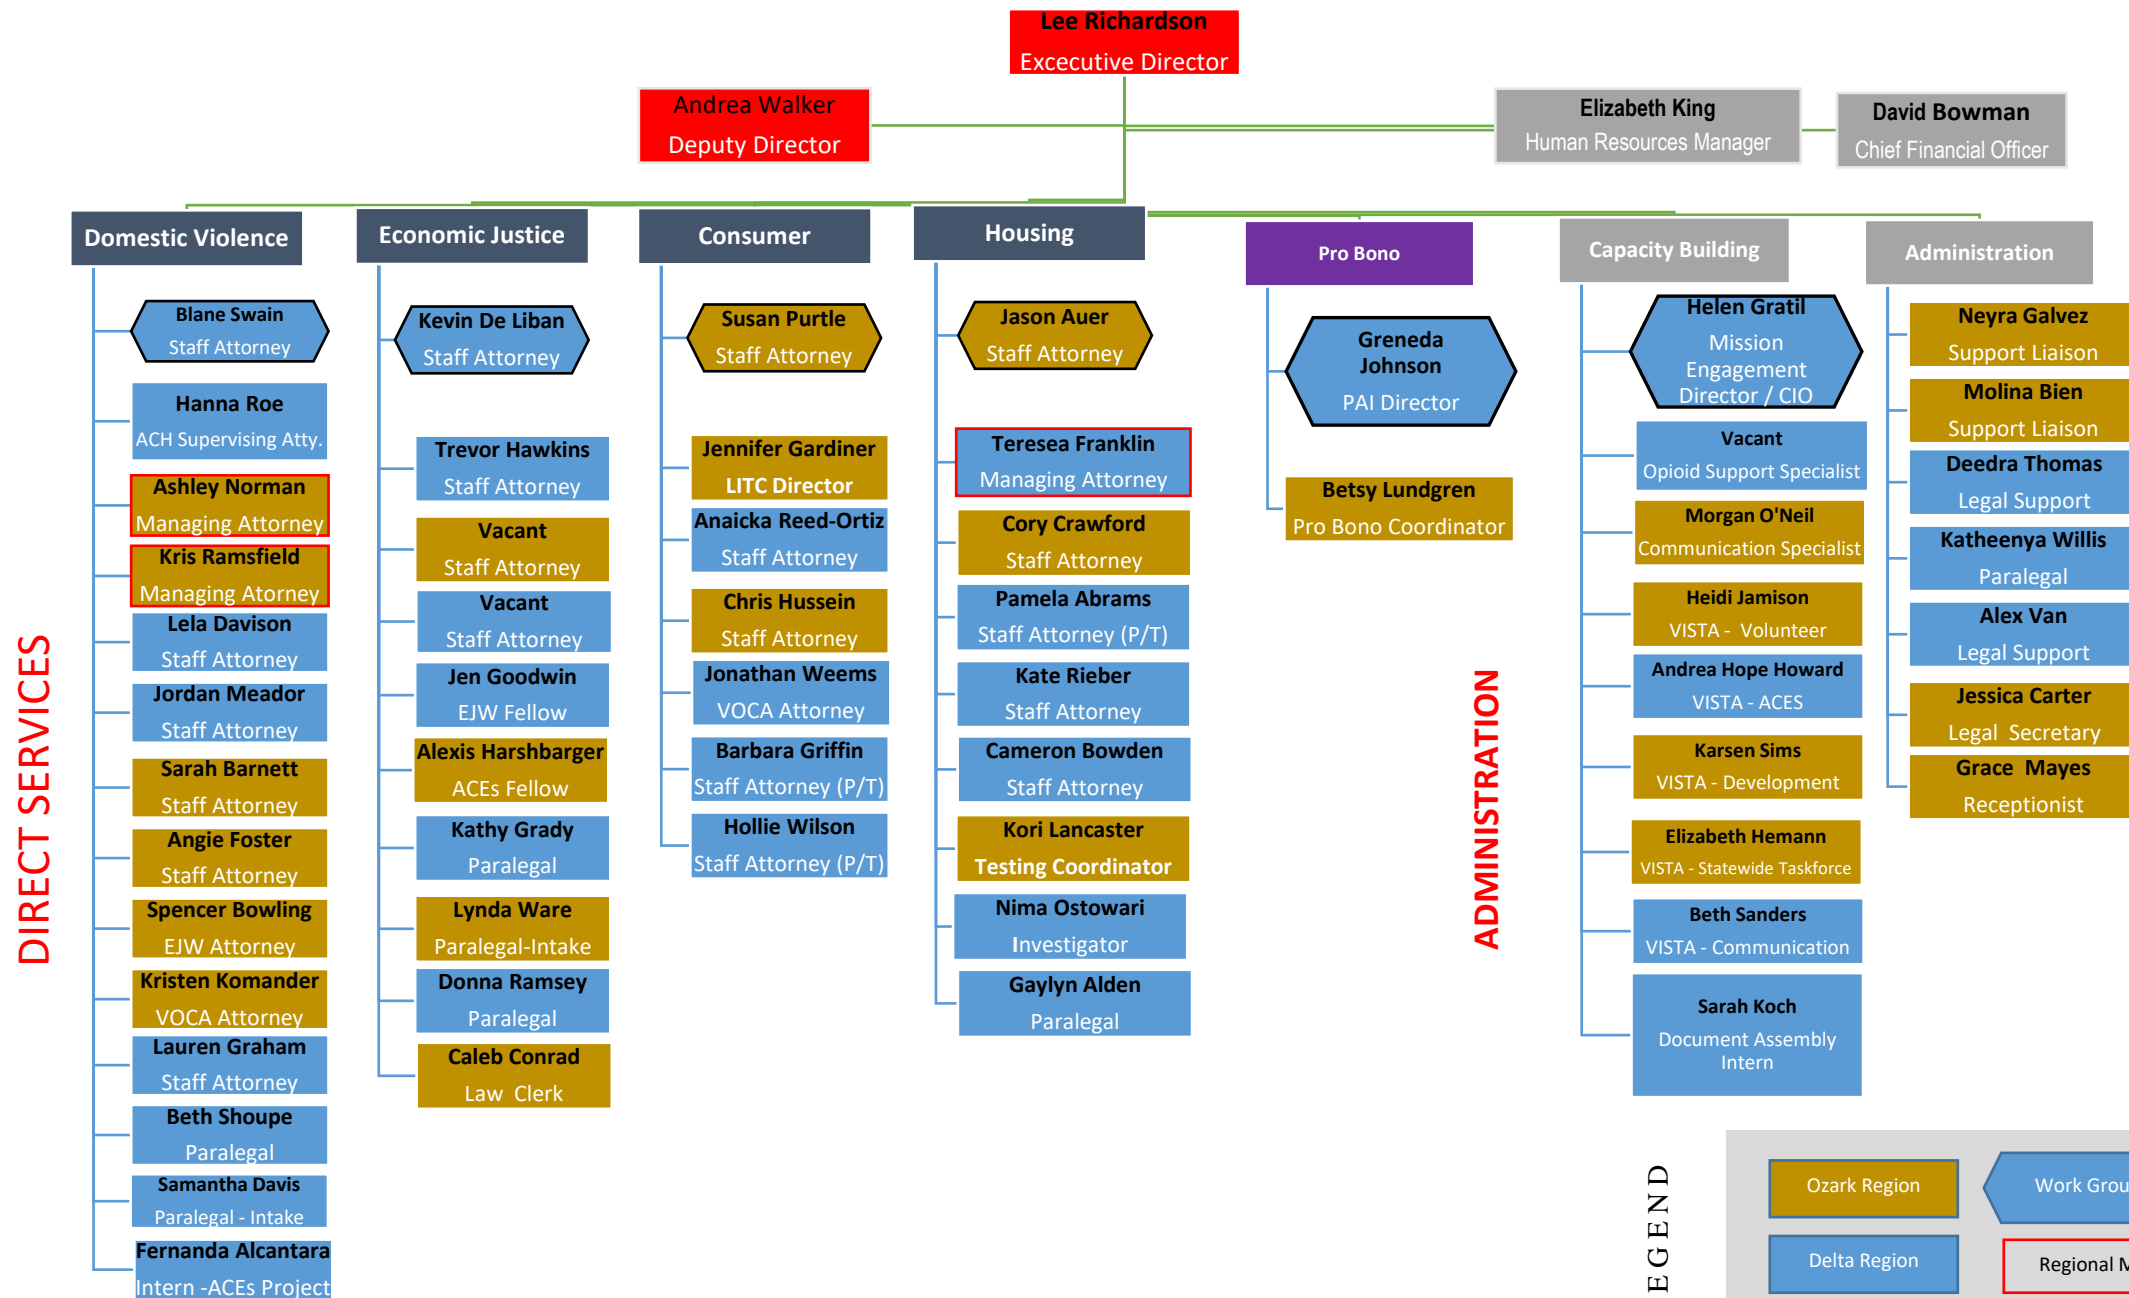 Lee Richardson
Excecutive Director
Andrea Walker
Deputy Director
Elizabeth King
Human Resources Manager
David Bowman
Chief Financial Officer
DIRECT SERVICES
Domestic Violence
Blane Swain
Staff Attorney
Hanna Roe
ACH Supervising Atty.
Ashley Norman
Managing Attorney
Kris Ramsfield
Managing Atorney
Lela Davison
Staff Attorney
Jordan Meador
Staff Attorney
Sarah Barnett
Staff Attorney
Angie Foster
Staff Attorney
Spencer Bowling
EJW Attorney
Kristen Komander
VOCA Attorney
Lauren Graham
Staff Attorney
Beth Shoupe
Paralegal
Samantha Davis
Paralegal - Intake
Fernanda Alcantara
Intern -ACEs Project
Economic Justice
Kevin De Liban
Staff Attorney
Trevor Hawkins
Staff Attorney
Vacant
Staff Attorney
Vacant
Staff Attorney
Jen Goodwin
EJW Fellow
Alexis Harshbarger
ACEs Fellow
Kathy Grady
Paralegal
Lynda Ware
Paralegal-Intake
Donna Ramsey
Paralegal
Caleb Conrad
Law Clerk
Consumer
Susan Purtle
Staff Attorney
Jennifer Gardiner
LITC Director
Anaicka Reed-Ortiz
Staff Attorney
Chris Hussein
Staff Attorney
Jonathan Weems
VOCA Attorney
Barbara Griffin
Staff Attorney (P/T)
Hollie Wilson
Staff Attorney (P/T)
Housing
Jason Auer
Staff Attorney
Teresea Franklin
Managing Attorney
Cory Crawford
Staff Attorney
Pamela Abrams
Staff Attorney (P/T)
Kate Rieber
Staff Attorney
Cameron Bowden
Staff Attorney
Kori Lancaster
Testing Coordinator
Nima Ostowari
Investigator
Gaylyn Alden
Paralegal
Pro Bono
Greneda
Johnson
PAI Director
Betsy Lundgren
Pro Bono Coordinator
ADMINISTRATION
Capacity Building
Helen Gratil
Mission
Engagement
Director / CIO
Vacant
Opioid Support Specialist
Morgan O'Neil
Communication Specialist
Heidi Jamison
VISTA - Volunteer
Andrea Hope Howard
VISTA - ACES
Karsen Sims
VISTA - Development
Elizabeth Hemann
VISTA - Statewide Taskforce
Beth Sanders
VISTA - Communication
Sarah Koch
Document Assembly
Intern
Administration
Neyra Galvez
Support Liaison
Molina Bien
Support Liaison
Deedra Thomas
Legal Support
Katheenya Willis
Paralegal
Alex Van
Legal Support
Jessica Carter
Legal Secretary
Grace Mayes
Receptionist
EGEND
Ozark Region
Work Grou
Delta Region
Regional M